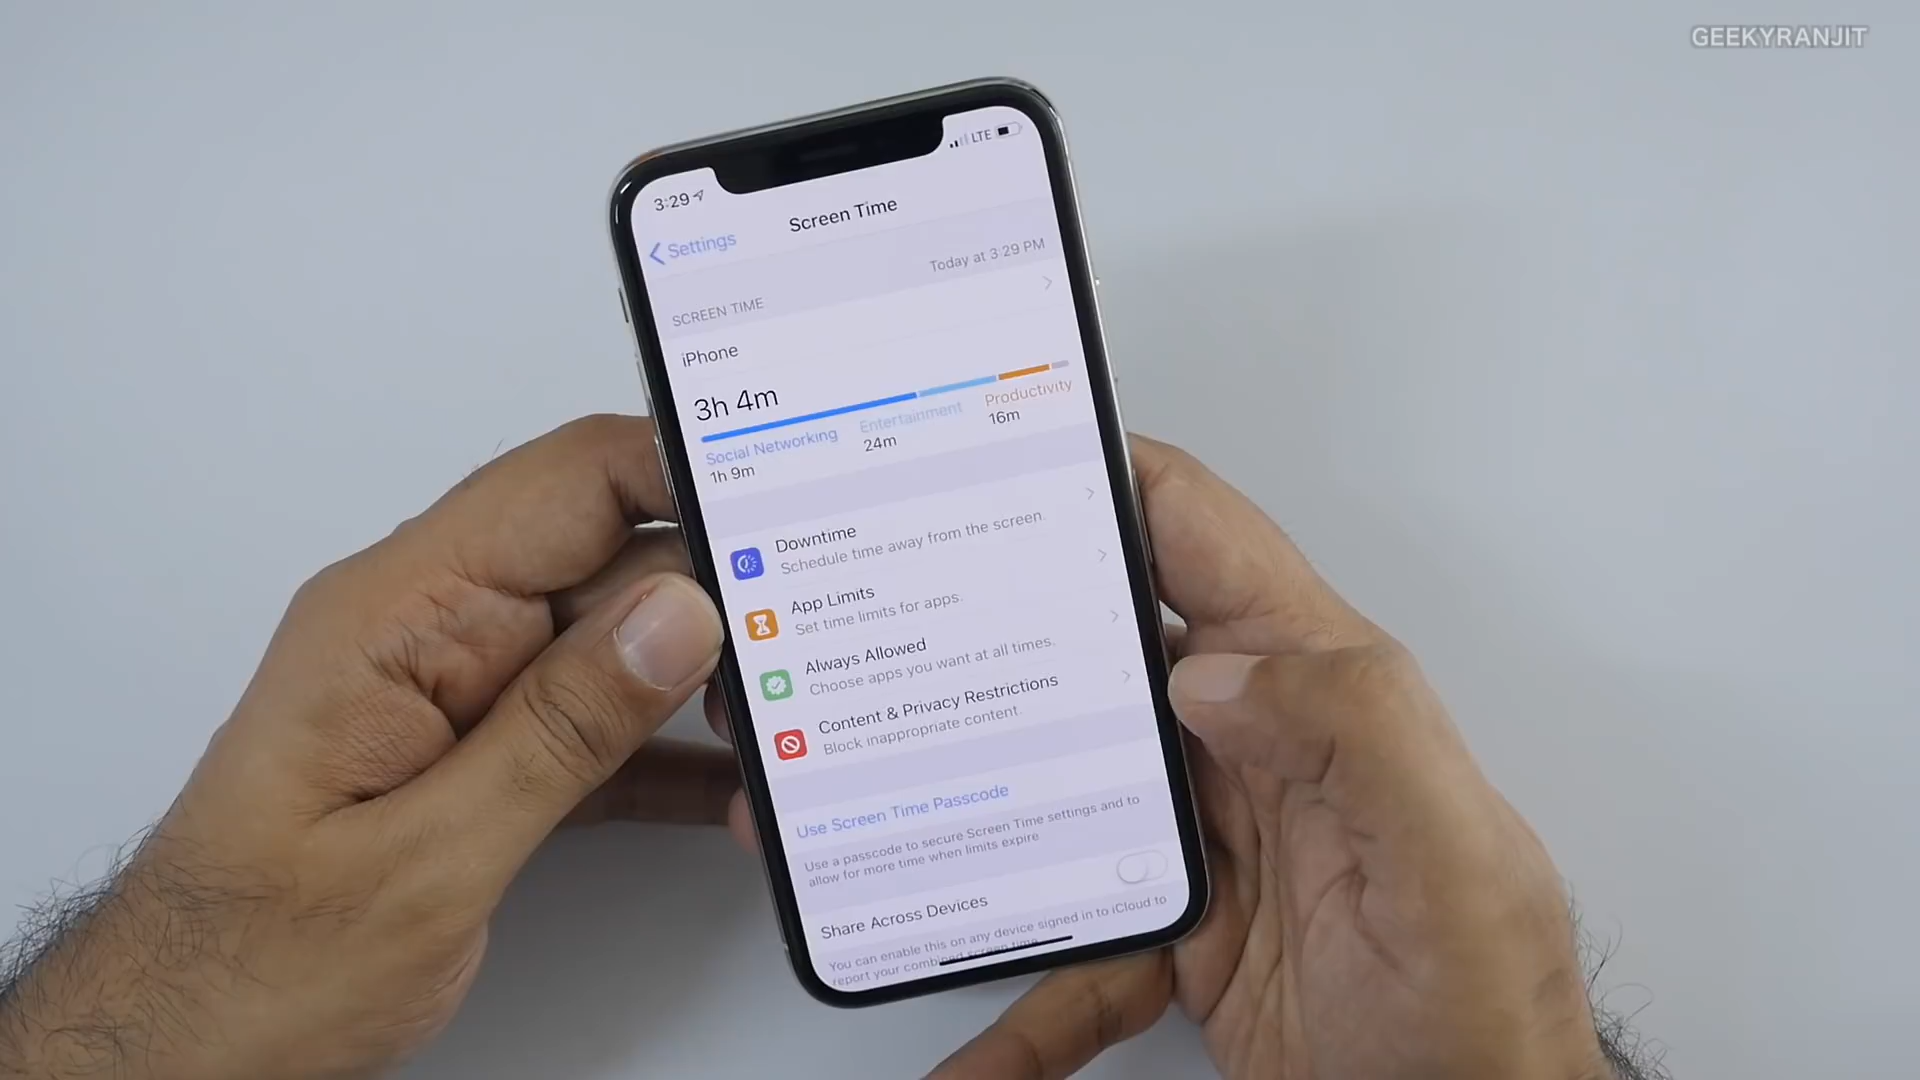 GEEKYRANJIT
3:29
LTE
Settings
Screen Time
SCREEN TIME
Today at 3:29 PM
iPhone
3h 4m
Social Networking
1h 9m
Entertainment
24m
Productivity
16m
Downtime
Schedule time away from the screen.
App Limits
Set time limits for apps.
Always Allowed
Choose apps you want at all times.
Content & Privacy Restrictions
Block inappropriate content.
Use Screen Time Passcode
Use a passcode to secure Screen Time settings and to
allow for more time when limits expire
Share Across Devices
You can enable this on any device signed in to iCloud to
report your combined screen time.